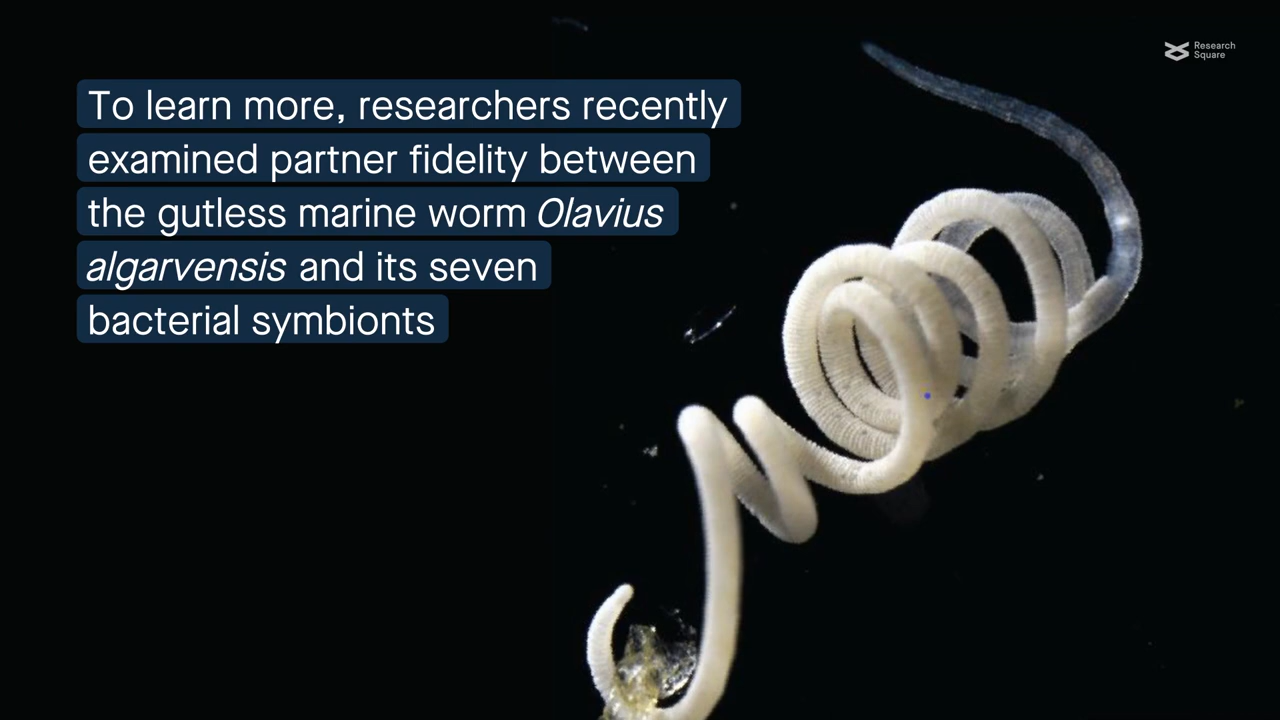 Research
Square
To learn more, researchers recently
examined partner fidelity between
the gutless marine worm Olavius
algarvensis and its seven
bacterial symbionts